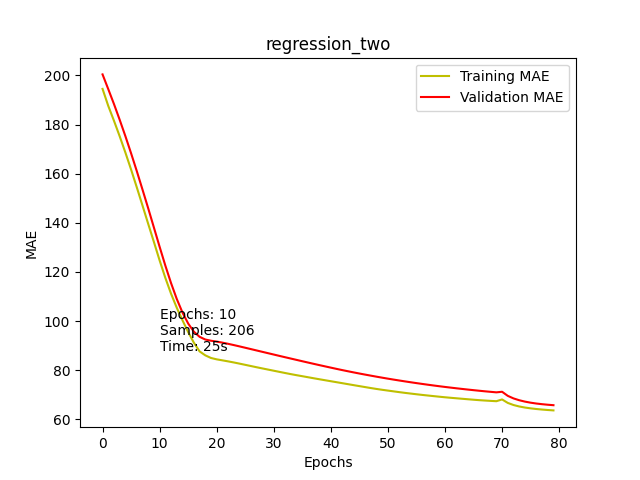 regression_two
Training MAE
Validation MAE
MAE
200
180
160
140
120
100
80
60
Epochs: 10
Samples: 206
Time: 25s
0 10 20 30 40 50 60 70 80
Epochs